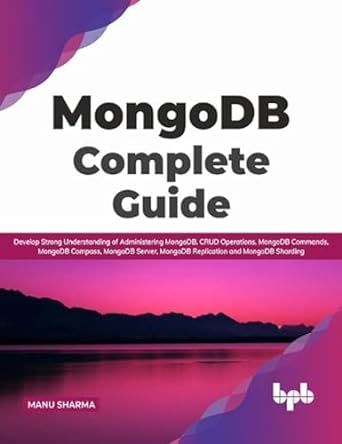 MongoDB
Complete
Guide
Develop Strong Understanding of Administering MongoDB, CRUD Operations, MongoDB Commands,
MongoDB Compass, MongoDB Server, MongoDB Replication and MongoDB Sharding
MANU SHARMA
bpb